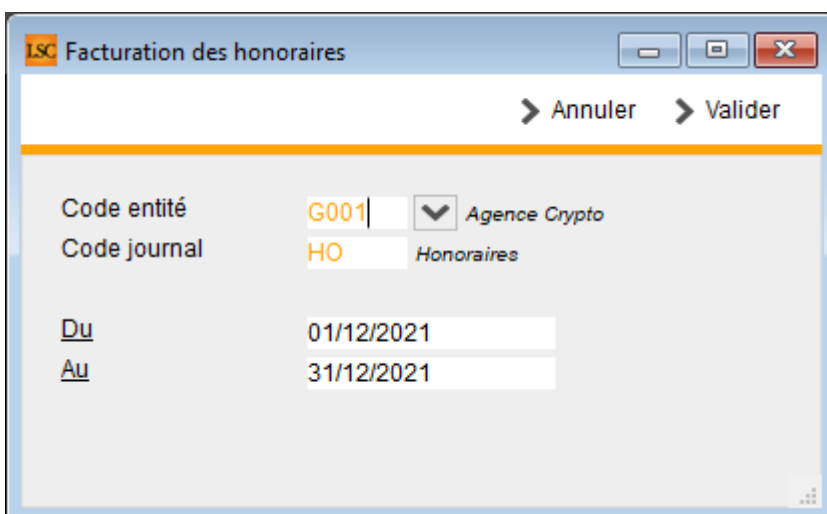 LSC Facturation des honoraires
Annuler Valider
Code entité G001 Agence Crypto
Code journal HO Honoraires
Du 01/12/2021
Au 31/12/2021